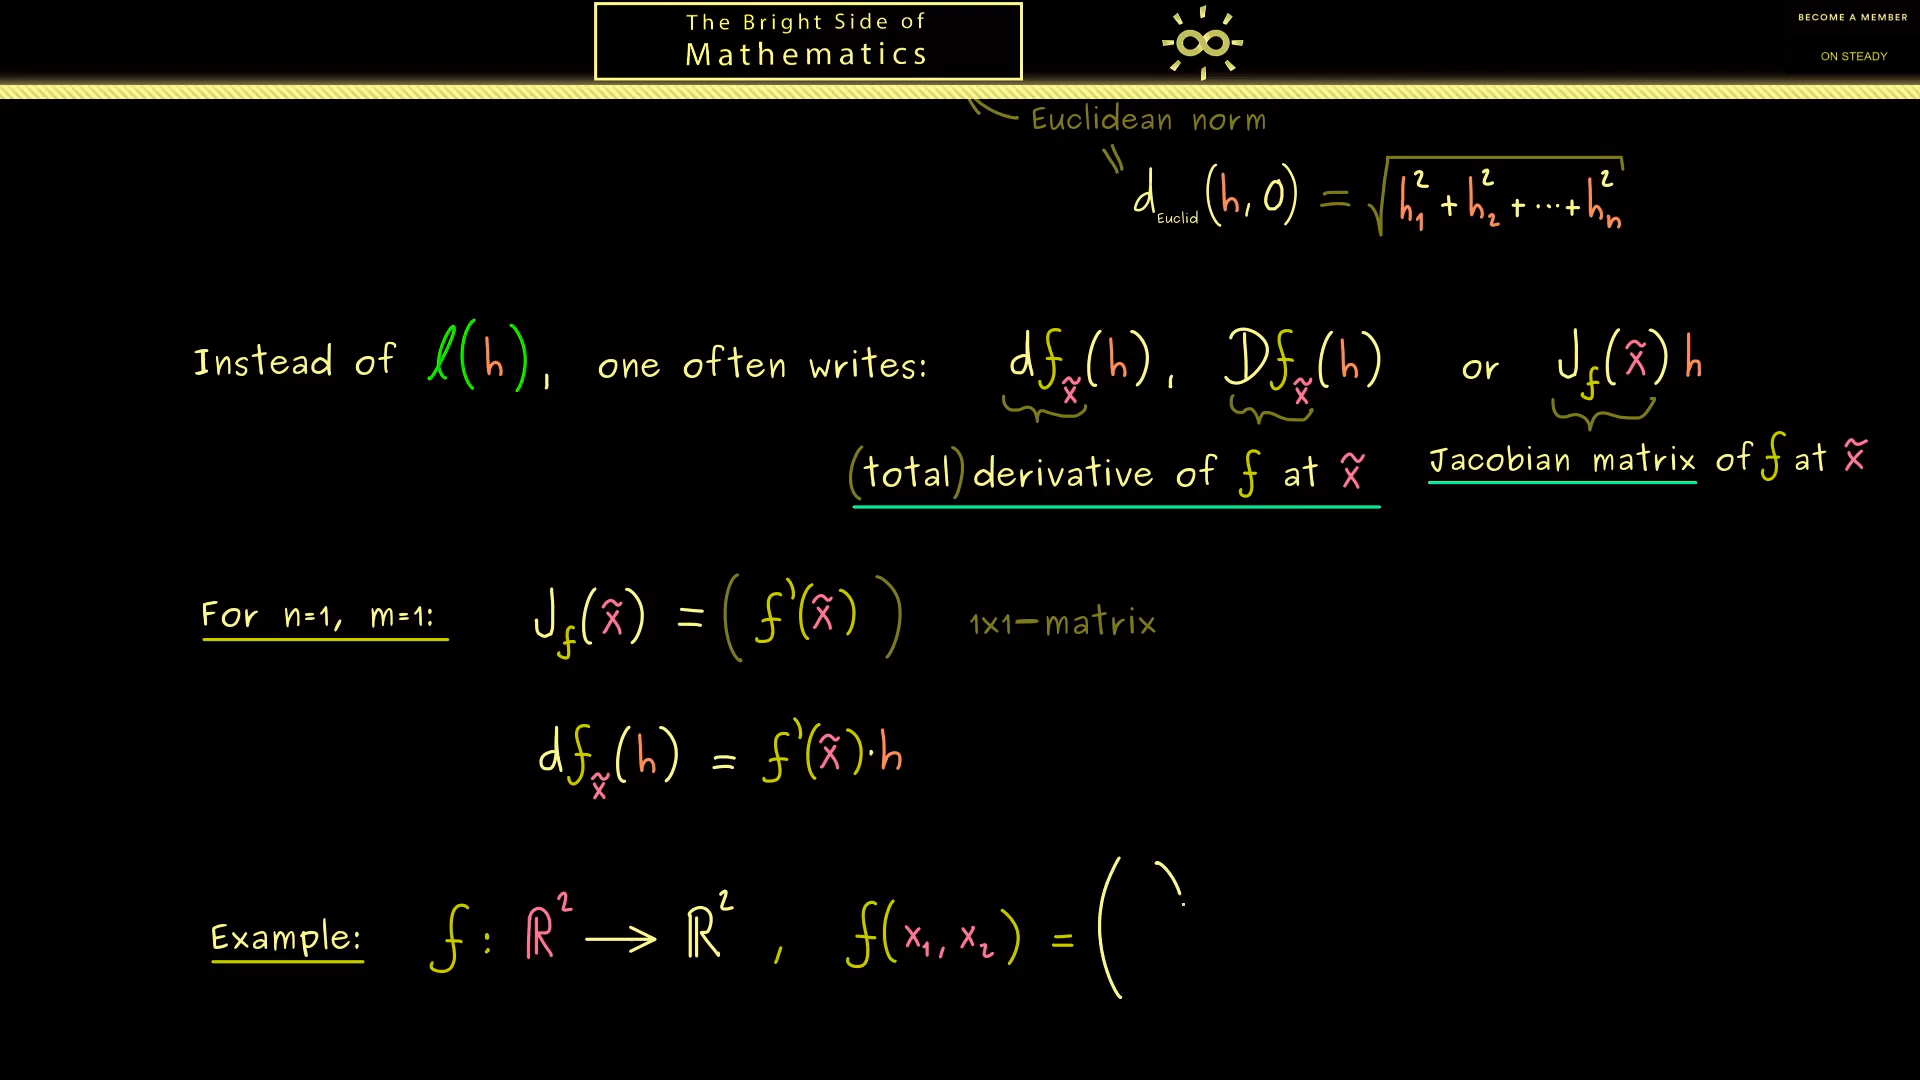 The Bright Side of
Mathematics
BECOME A MEMBER
ON STEADY
Euclidean norm
d_Euclid(h, 0) = √(h₁² + h₂² + ⋯ + hₙ²)
Instead of ℓ(h), one often writes: df_x̃(h), Df_x̃(h) or J_f(x̃)h
(total) derivative of f at x̃ Jacobian matrix of f at x̃
For n=1, m=1: J_f(x̃) = (f'(x̃)) 1x1-matrix
df_x̃(h) = f'(x̃)·h
Example: f: ℝ² ⟶ ℝ², f(x₁, x₂) = (